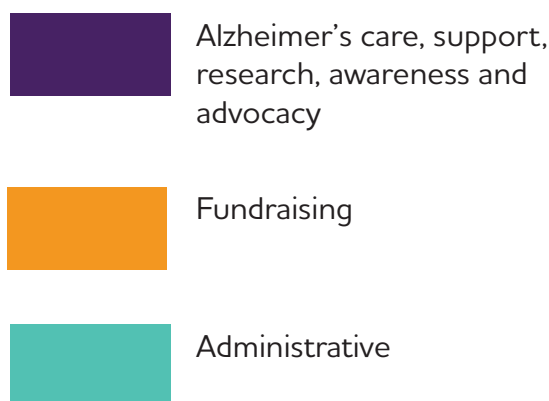 Alzheimer’s care, support,
research, awareness and
advocacy
Fundraising
Administrative